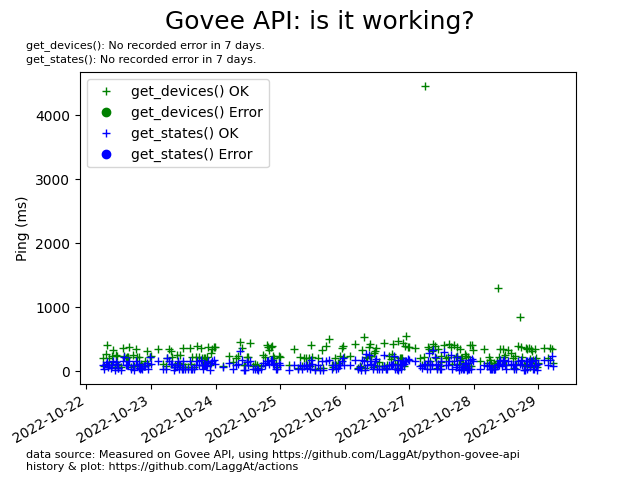 Govee API: is it working?
get_devices(): No recorded error in 7 days.
get_states(): No recorded error in 7 days.
get_devices() OK
get_devices() Error
get_states() OK
get_states() Error
Ping (ms)
4000
3000
2000
1000
0
2022-10-22
2022-10-23
2022-10-24
2022-10-25
2022-10-26
2022-10-27
2022-10-28
2022-10-29
data source: Measured on Govee API, using https://github.com/LaggAt/python-govee-api
history & plot: https://github.com/LaggAt/actions